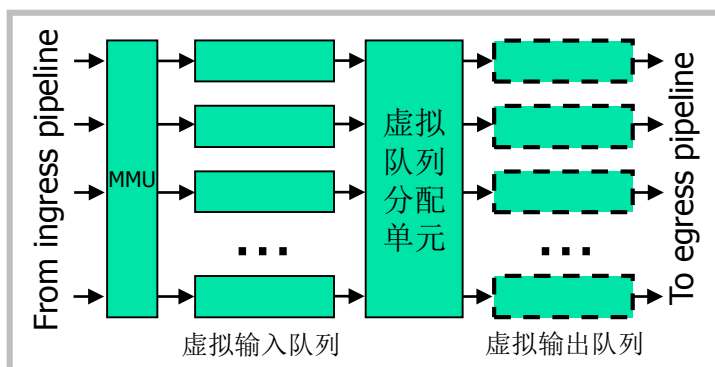 From ingress pipeline
MMU
虚拟
队列
分配
单元
To egress pipeline
...
...
虚拟输入队列
虚拟输出队列